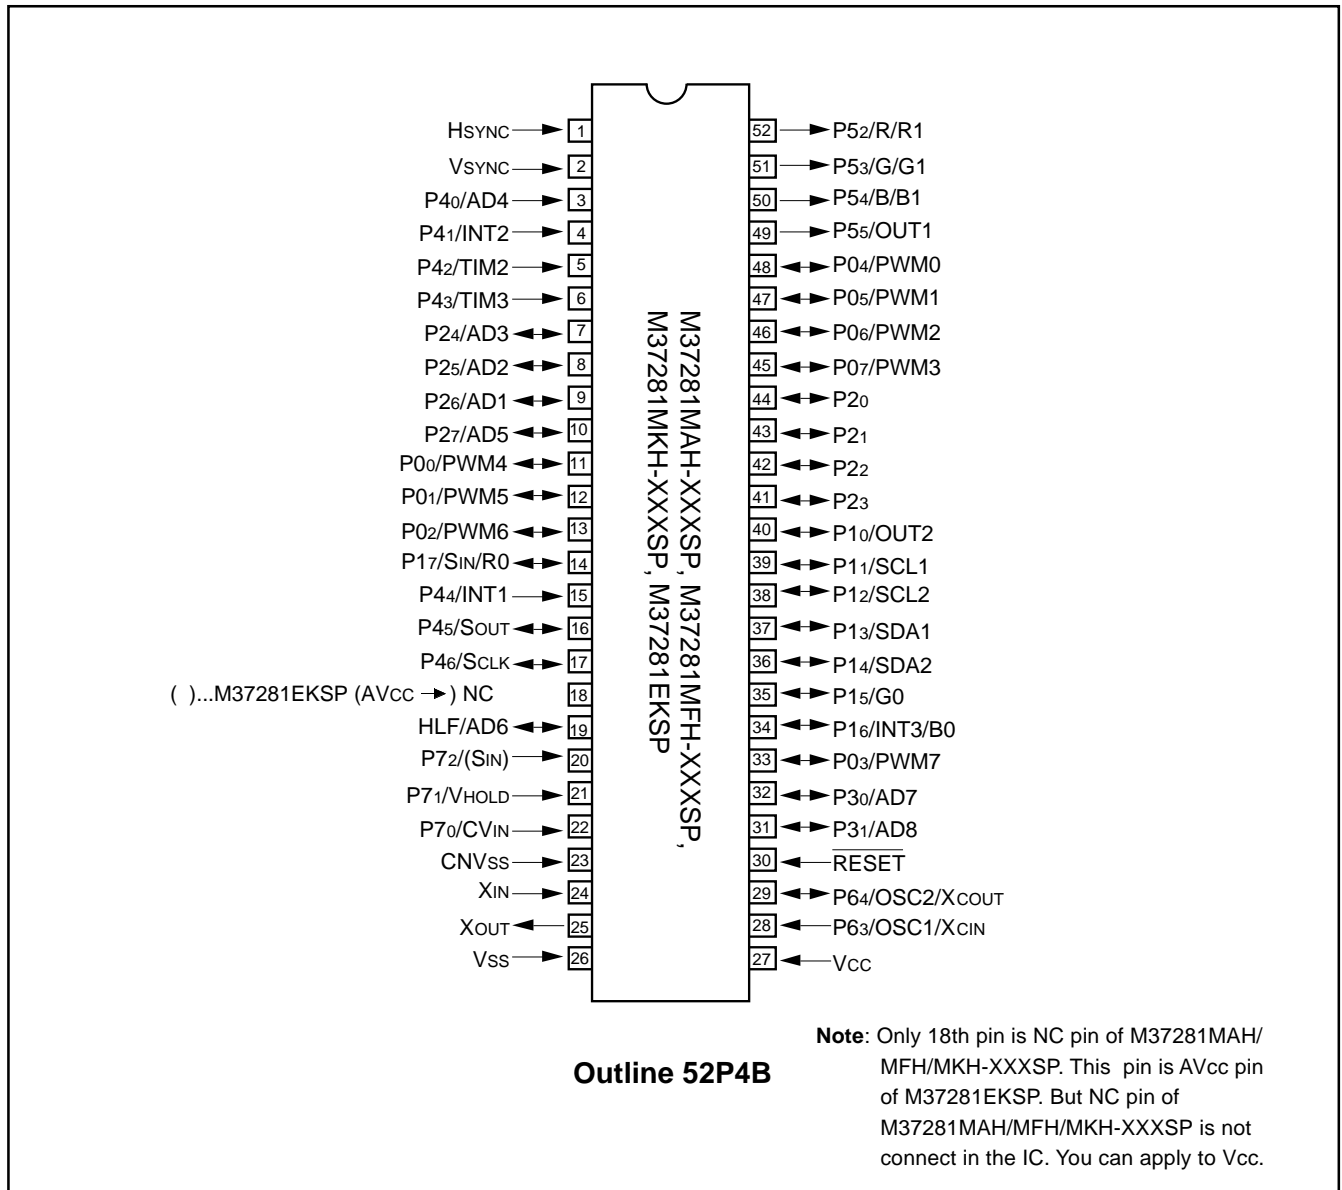 HSYNC 1 52 P52/R/R1
VSYNC 2 51 P53/G/G1
P40/AD4 3 50 P54/B/B1
P41/INT2 4 49 P55/OUT1
P42/TIM2 5 48 P04/PWM0
P43/TIM3 6 47 P05/PWM1
P24/AD3 7 46 P06/PWM2
P25/AD2 8 45 P07/PWM3
P26/AD1 9 44 P20
P27/AD5 10 43 P21
P00/PWM4 11 42 P22
P01/PWM5 12 41 P23
P02/PWM6 13 40 P10/OUT2
P17/SIN/R0 14 39 P11/SCL1
P44/INT1 15 38 P12/SCL2
P45/SOUT 16 37 P13/SDA1
P46/SCLK 17 36 P14/SDA2
( )...M37281EKSP (AVCC → ) NC 18 35 P15/G0
HLF/AD6 19 34 P16/INT3/B0
P72/(SIN) 20 33 P03/PWM7
P71/VHOLD 21 32 P30/AD7
P70/CVIN 22 31 P31/AD8
CNVSS 23 30 RESET
XIN 24 29 P64/OSC2/XCOUT
XOUT 25 28 P63/OSC1/XCIN
VSS 26 27 VCC
M37281MAH-XXXSP, M37281MFH-XXXSP,
M37281MKH-XXXSP, M37281EKSP
Outline 52P4B
Note: Only 18th pin is NC pin of M37281MAH/
MFH/MKH-XXXSP. This pin is AVcc pin
of M37281EKSP. But NC pin of
M37281MAH/MFH/MKH-XXXSP is not
connect in the IC. You can apply to Vcc.